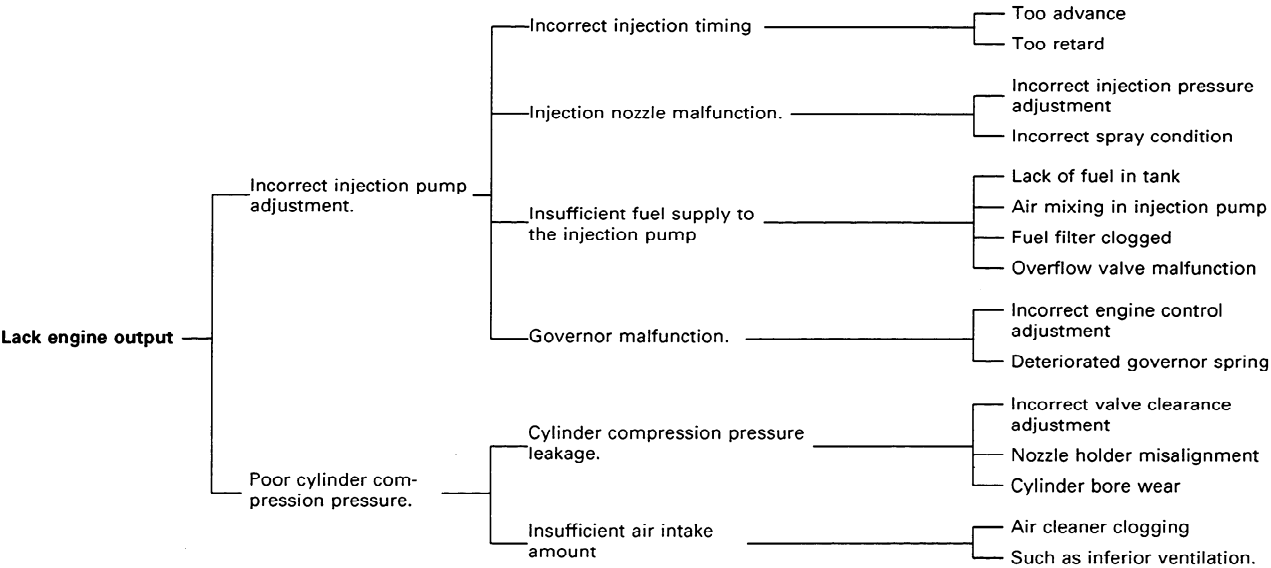 Lack engine output
Incorrect injection pump
adjustment.
Incorrect injection timing
Too advance
Too retard
Injection nozzle malfunction.
Incorrect injection pressure
adjustment
Incorrect spray condition
Insufficient fuel supply to
the injection pump
Lack of fuel in tank
Air mixing in injection pump
Fuel filter clogged
Overflow valve malfunction
Governor malfunction.
Incorrect engine control
adjustment
Deteriorated governor spring
Poor cylinder com-
pression pressure.
Cylinder compression pressure
leakage.
Incorrect valve clearance
adjustment
Nozzle holder misalignment
Cylinder bore wear
Insufficient air intake
amount
Air cleaner clogging
Such as inferior ventilation.